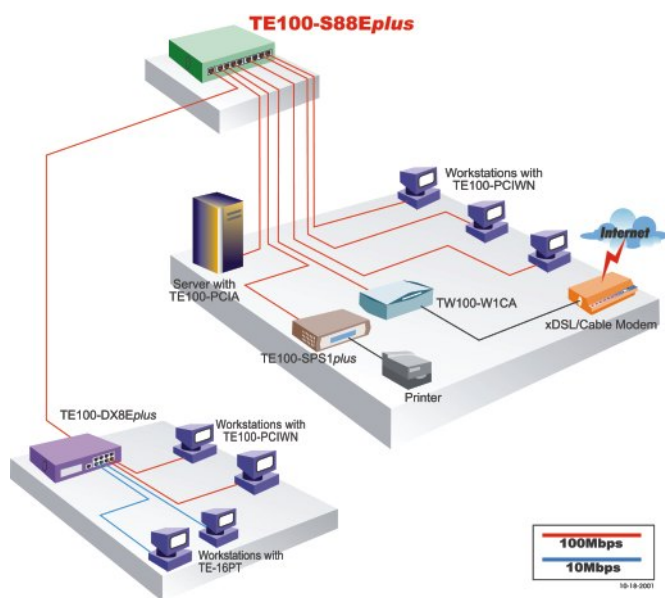 TE100-S88Eplus
Workstations with
TE100-PCIWN
Internet
Server with
TE100-PCIA
TW100-W1CA
xDSL/Cable Modem
TE100-SPS1plus
Printer
TE100-DX8Eplus
Workstations with
TE100-PCIWN
Workstations with
TE-16PT
100Mbps
10Mbps
10-18-2001